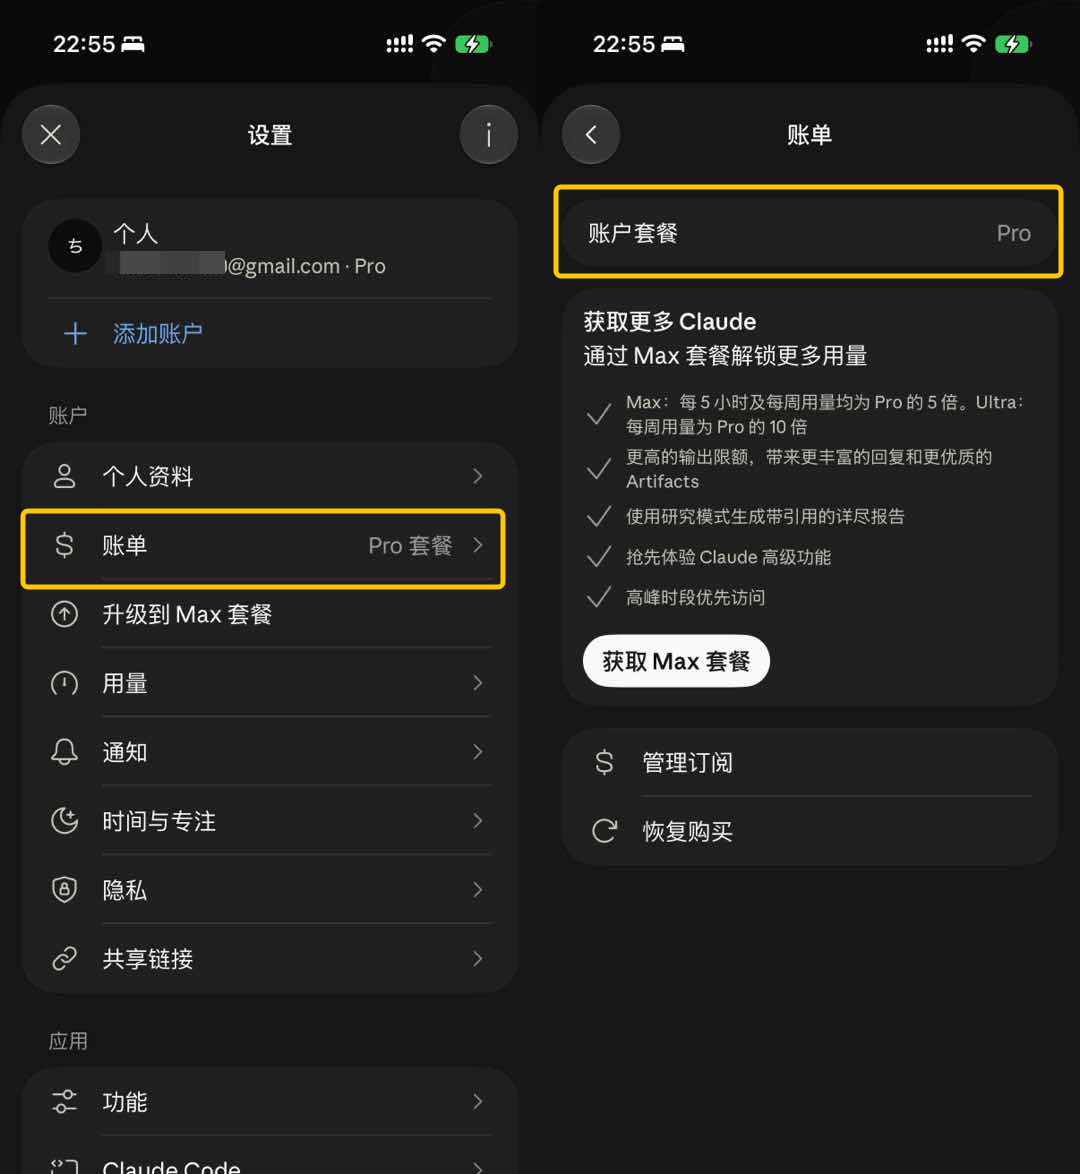 22:55
设置
ち
个人
@gmail.com · Pro
添加账户
账户
个人资料
账单
Pro 套餐
升级到 Max 套餐
用量
通知
时间与专注
隐私
共享链接
应用
功能
Claude Code
22:55
账单
账户套餐
Pro
获取更多 Claude
通过 Max 套餐解锁更多用量
Max：每 5 小时及每周用量均为 Pro 的 5 倍。Ultra：
每周用量为 Pro 的 10 倍
更高的输出限额，带来更丰富的回复和更优质的
Artifacts
使用研究模式生成带引用的详尽报告
抢先体验 Claude 高级功能
高峰时段优先访问
获取 Max 套餐
管理订阅
恢复购买